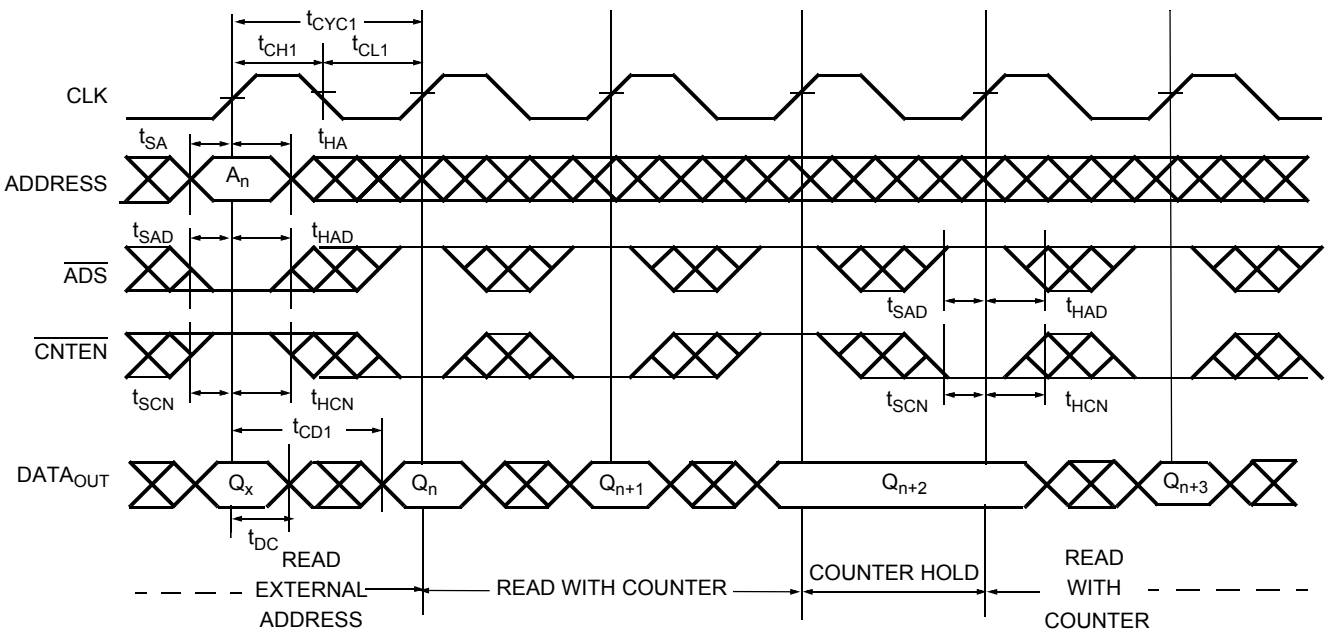 tCYC1
tCH1 tCL1
CLK
tSA tHA
ADDRESS An
tSAD tHAD
ADS
tSAD tHAD
CNTEN
tSCN tHCN tSCN tHCN
tCD1
DATAOUT Qx Qn Qn+1 Qn+2 Qn+3
tDC
READ
EXTERNAL
ADDRESS
READ WITH COUNTER
COUNTER HOLD
READ
WITH
COUNTER